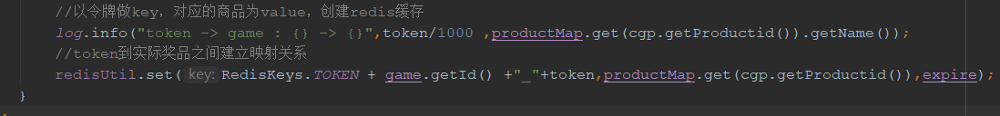 //以令牌做key，对应的商品为value，创建redis缓存
log.info("token -> game : {} -> {}",token/1000 ,productMap.get(cgp.getProductid()).getName());
//token到实际奖品之间建立映射关系
redisUtil.set( key: RedisKeys.TOKEN + game.getId() +"_"+token,productMap.get(cgp.getProductid()),expire);
}